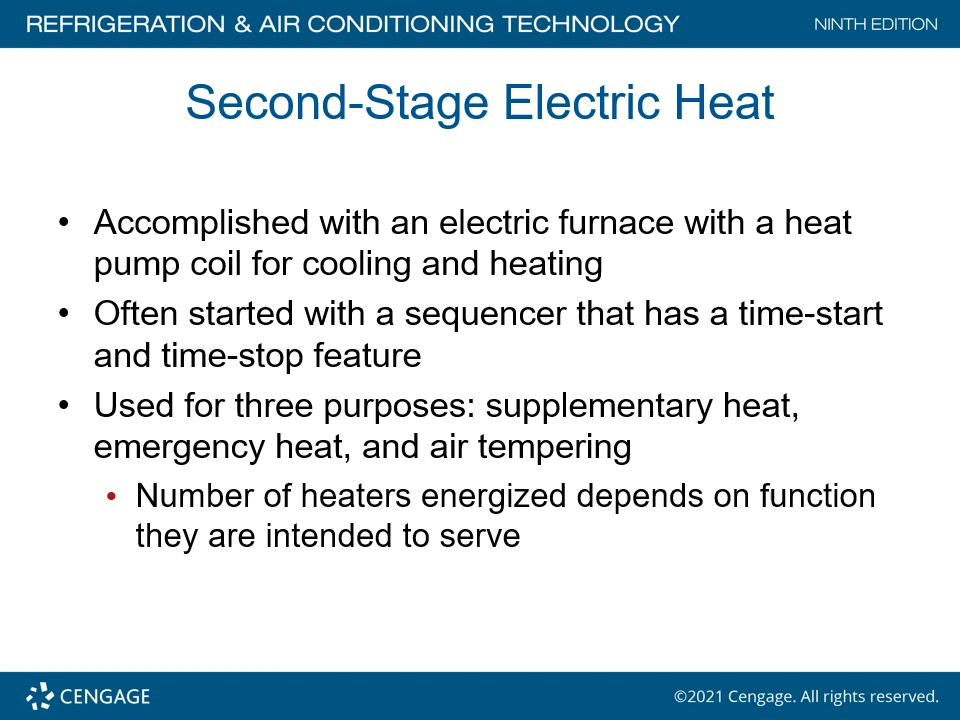 REFRIGERATION & AIR CONDITIONING TECHNOLOGY NINTH EDITION
Second-Stage Electric Heat
• Accomplished with an electric furnace with a heat
pump coil for cooling and heating
• Often started with a sequencer that has a time-start
and time-stop feature
• Used for three purposes: supplementary heat,
emergency heat, and air tempering
• Number of heaters energized depends on function
they are intended to serve
CENGAGE ©2021 Cengage. All rights reserved.